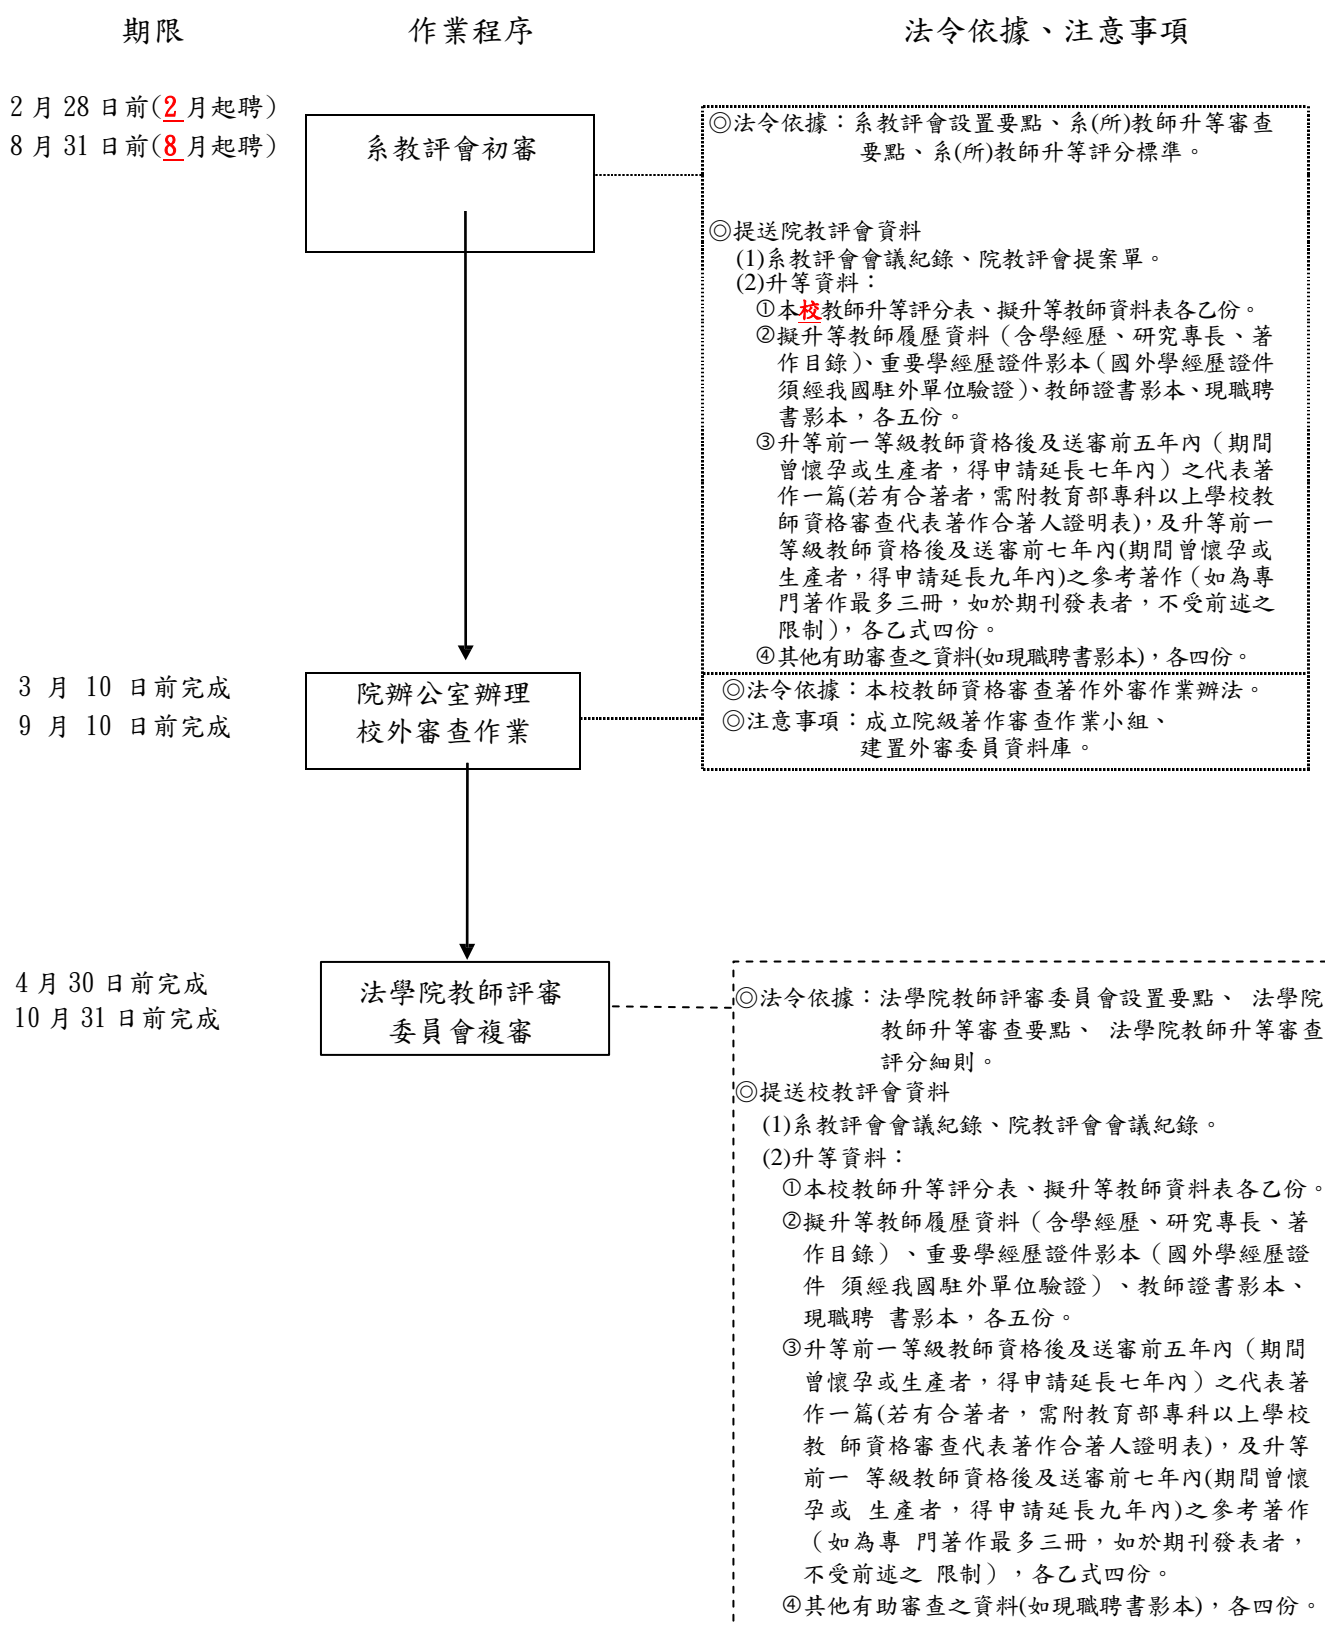 期限 作業程序 法令依據、注意事項
2月28日前(2月起聘)
8月31日前(8月起聘)
系教評會初審
◎法令依據：系教評會設置要點、系(所)教師升等審查
要點、系(所)教師升等評分標準。
◎提送院教評會資料
(1)系教評會會議紀錄、院教評會提案單。
(2)升等資料：
①本校教師升等評分表、擬升等教師資料表各乙份。
②擬升等教師履歷資料（含學經歷、研究專長、著
作目錄）、重要學經歷證件影本（國外學經歷證件
須經我國駐外單位驗證）、教師證書影本、現職聘
書影本，各五份。
③升等前一等級教師資格後及送審前五年內（期間
曾懷孕或生產者，得申請延長七年內）之代表著
作一篇(若有合著者，需附教育部專科以上學校教
師資格審查代表著作合著人證明表)，及升等前一
等級教師資格後及送審前七年內(期間曾懷孕或
生產者，得申請延長九年內)之參考著作（如為專
門著作最多三冊，如於期刊發表者，不受前述之
限制），各乙式四份。
④其他有助審查之資料(如現職聘書影本)，各四份。
3 月 10 日前完成
9 月 10 日前完成
院辦公室辦理
校外審查作業
◎法令依據：本校教師資格審查著作外審作業辦法。
◎注意事項：成立院級著作審查作業小組、
建置外審委員資料庫。
4月30日前完成
10月31日前完成
法學院教師評審
委員會複審
◎法令依據：法學院教師評審委員會設置要點、 法學院
教師升等審查要點、 法學院教師升等審查
評分細則。
◎提送校教評會資料
(1)系教評會會議紀錄、院教評會會議紀錄。
(2)升等資料：
①本校教師升等評分表、擬升等教師資料表各乙份。
②擬升等教師履歷資料（含學經歷、研究專長、著
作目錄）、重要學經歷證件影本（國外學經歷證
件 須經我國駐外單位驗證）、教師證書影本、
現職聘 書影本，各五份。
③升等前一等級教師資格後及送審前五年內（期間
曾懷孕或生產者，得申請延長七年內）之代表著
作一篇(若有合著者，需附教育部專科以上學校
教 師資格審查代表著作合著人證明表)，及升等
前一 等級教師資格後及送審前七年內(期間曾懷
孕或 生產者，得申請延長九年內)之參考著作
（如為專 門著作最多三冊，如於期刊發表者，
不受前述之 限制），各乙式四份。
④其他有助審查之資料(如現職聘書影本)，各四份。